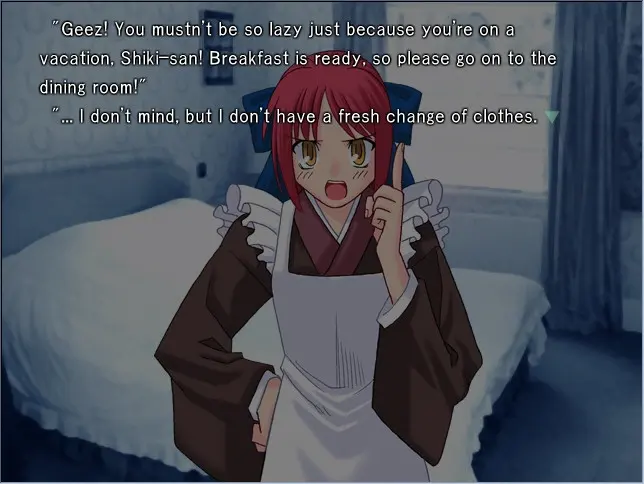 "Geez! You mustn't be so lazy just because you're on a
vacation, Shiki-san! Breakfast is ready, so please go on to the
dining room!"
"... I don't mind, but I don't have a fresh change of clothes.